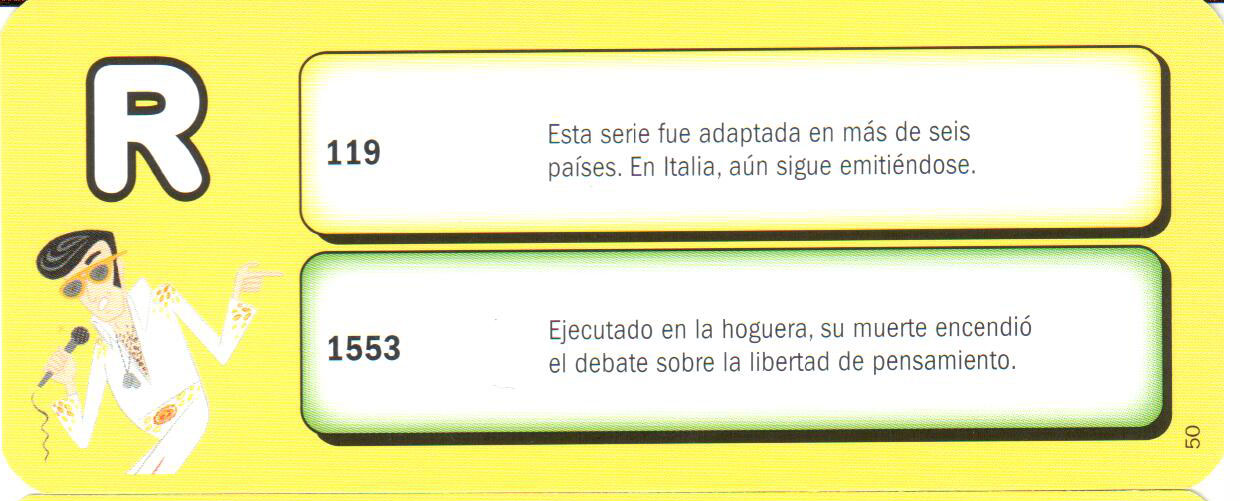 R
119
Esta serie fue adaptada en más de seis
países. En Italia, aún sigue emitiéndose.
1553
Ejecutado en la hoguera, su muerte encendió
el debate sobre la libertad de pensamiento.
50